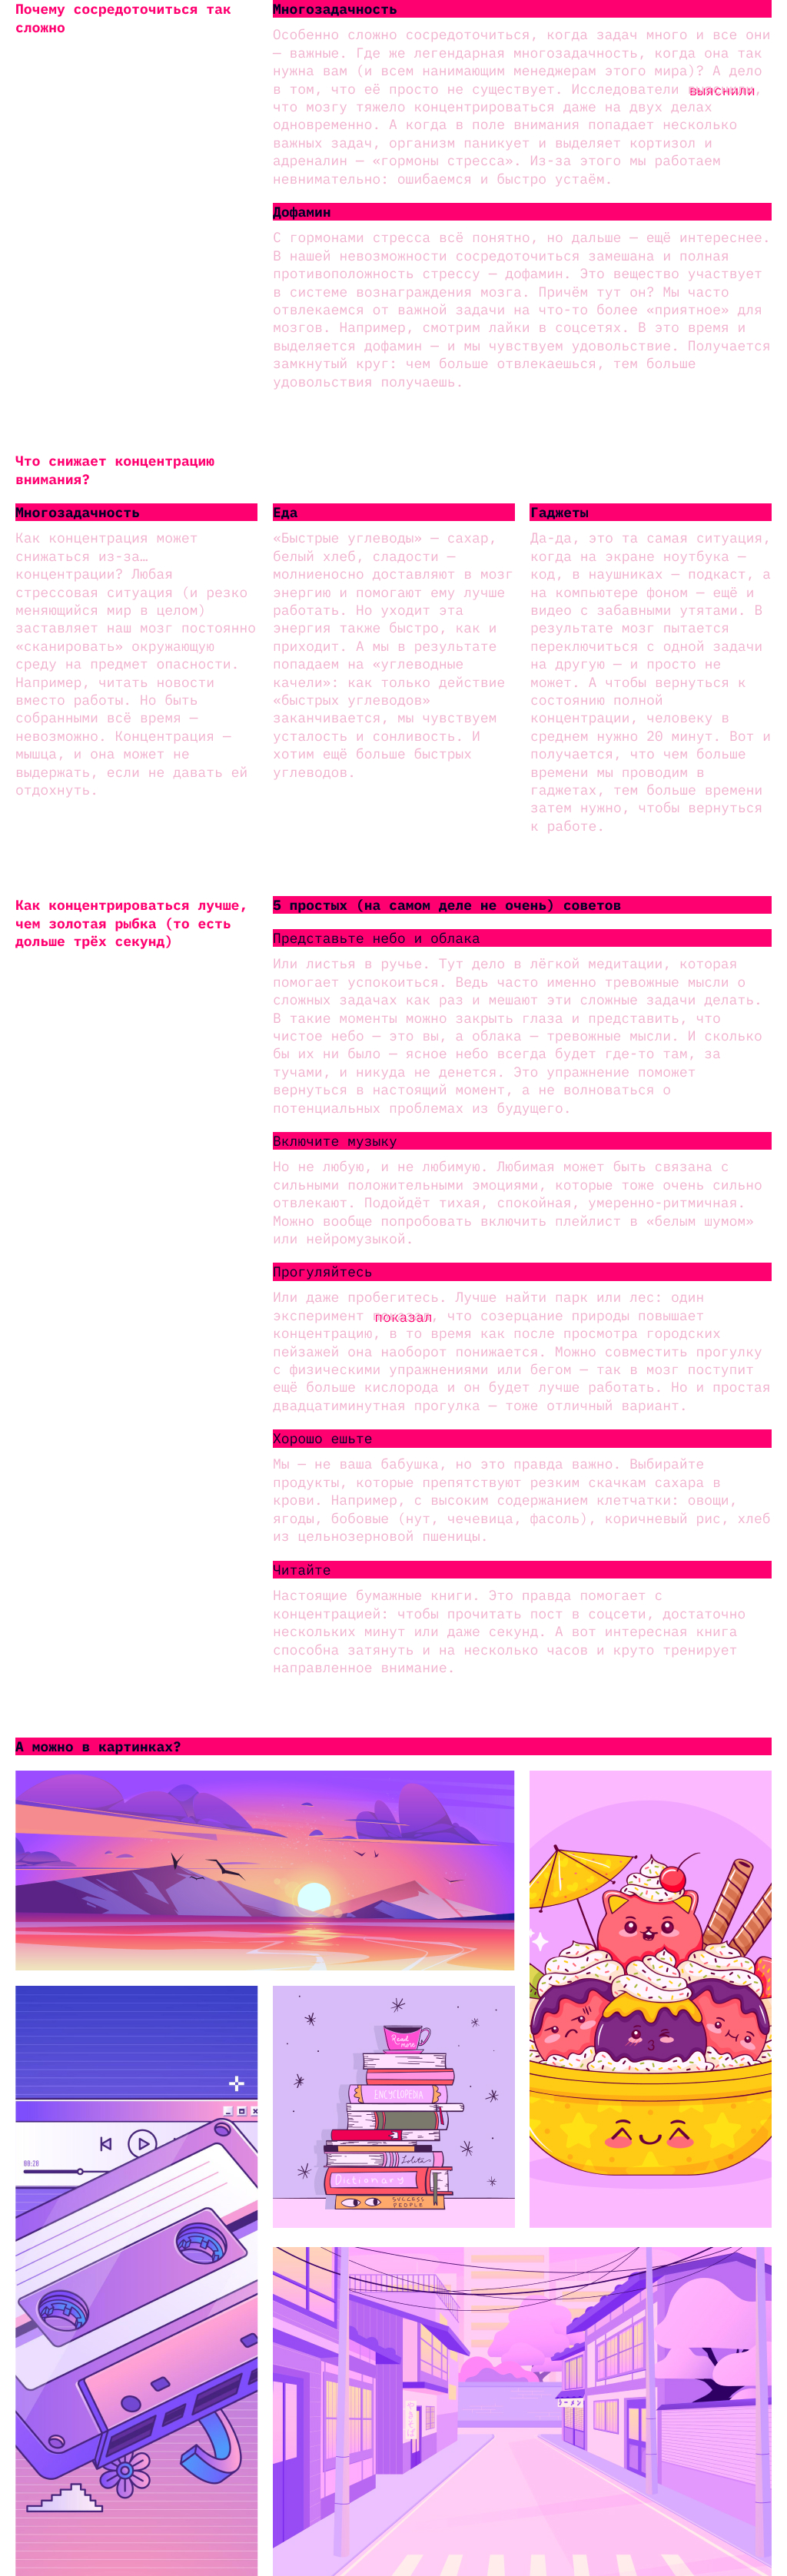 Почему сосредоточиться так
сложно
Многозадачность
Особенно сложно сосредоточиться, когда задач много и все они
— важные. Где же легендарная многозадачность, когда она так
нужна вам (и всем нанимающим менеджерам этого мира)? А дело
в том, что её просто не существует. Исследователи выяснили,
что мозгу тяжело концентрироваться даже на двух делах
одновременно. А когда в поле внимания попадает несколько
важных задач, организм паникует и выделяет кортизол и
адреналин — «гормоны стресса». Из-за этого мы работаем
невнимательно: ошибаемся и быстро устаём.
Дофамин
С гормонами стресса всё понятно, но дальше — ещё интереснее.
В нашей невозможности сосредоточиться замешана и полная
противоположность стрессу — дофамин. Это вещество участвует
в системе вознаграждения мозга. Причём тут он? Мы часто
отвлекаемся от важной задачи на что-то более «приятное» для
мозгов. Например, смотрим лайки в соцсетях. В это время и
выделяется дофамин — и мы чувствуем удовольствие. Получается
замкнутый круг: чем больше отвлекаешься, тем больше
удовольствия получаешь.
Что снижает концентрацию
внимания?
Многозадачность
Как концентрация может
снижаться из-за…
концентрации? Любая
стрессовая ситуация (и резко
меняющийся мир в целом)
заставляет наш мозг постоянно
«сканировать» окружающую
среду на предмет опасности.
Например, читать новости
вместо работы. Но быть
собранными всё время —
невозможно. Концентрация —
мышца, и она может не
выдержать, если не давать ей
отдохнуть.
Еда
«Быстрые углеводы» — сахар,
белый хлеб, сладости —
молниеносно доставляют в мозг
энергию и помогают ему лучше
работать. Но уходит эта
энергия также быстро, как и
приходит. А мы в результате
попадаем на «углеводные
качели»: как только действие
«быстрых углеводов»
заканчивается, мы чувствуем
усталость и сонливость. И
хотим ещё больше быстрых
углеводов.
Гаджеты
Да-да, это та самая ситуация,
когда на экране ноутбука —
код, в наушниках — подкаст, а
на компьютере фоном — ещё и
видео с забавными утятами. В
результате мозг пытается
переключиться с одной задачи
на другую — и просто не
может. А чтобы вернуться к
состоянию полной
концентрации, человеку в
среднем нужно 20 минут. Вот и
получается, что чем больше
времени мы проводим в
гаджетах, тем больше времени
затем нужно, чтобы вернуться
к работе.
Как концентрироваться лучше,
чем золотая рыбка (то есть
дольше трёх секунд)
5 простых (на самом деле не очень) советов
Представьте небо и облака
Или листья в ручье. Тут дело в лёгкой медитации, которая
помогает успокоиться. Ведь часто именно тревожные мысли о
сложных задачах как раз и мешают эти сложные задачи делать.
В такие моменты можно закрыть глаза и представить, что
чистое небо — это вы, а облака — тревожные мысли. И сколько
бы их ни было — ясное небо всегда будет где-то там, за
тучами, и никуда не денется. Это упражнение поможет
вернуться в настоящий момент, а не волноваться о
потенциальных проблемах из будущего.
Включите музыку
Но не любую, и не любимую. Любимая может быть связана с
сильными положительными эмоциями, которые тоже очень сильно
отвлекают. Подойдёт тихая, спокойная, умеренно-ритмичная.
Можно вообще попробовать включить плейлист в «белым шумом»
или нейромузыкой.
Прогуляйтесь
Или даже пробегитесь. Лучше найти парк или лес: один
эксперимент показал, что созерцание природы повышает
концентрацию, в то время как после просмотра городских
пейзажей она наоборот понижается. Можно совместить прогулку
с физическими упражнениями или бегом — так в мозг поступит
ещё больше кислорода и он будет лучше работать. Но и простая
двадцатиминутная прогулка — тоже отличный вариант.
Хорошо ешьте
Мы — не ваша бабушка, но это правда важно. Выбирайте
продукты, которые препятствуют резким скачкам сахара в
крови. Например, с высоким содержанием клетчатки: овощи,
ягоды, бобовые (нут, чечевица, фасоль), коричневый рис, хлеб
из цельнозерновой пшеницы.
Читайте
Настоящие бумажные книги. Это правда помогает с
концентрацией: чтобы прочитать пост в соцсети, достаточно
нескольких минут или даже секунд. А вот интересная книга
способна затянуть и на несколько часов и круто тренирует
направленное внимание.
А можно в картинках?
Read
more
ENCYCLOPEDIA
Lolita
Dictionary
SUCCESS
PEOPLE
00:20
ラーメン